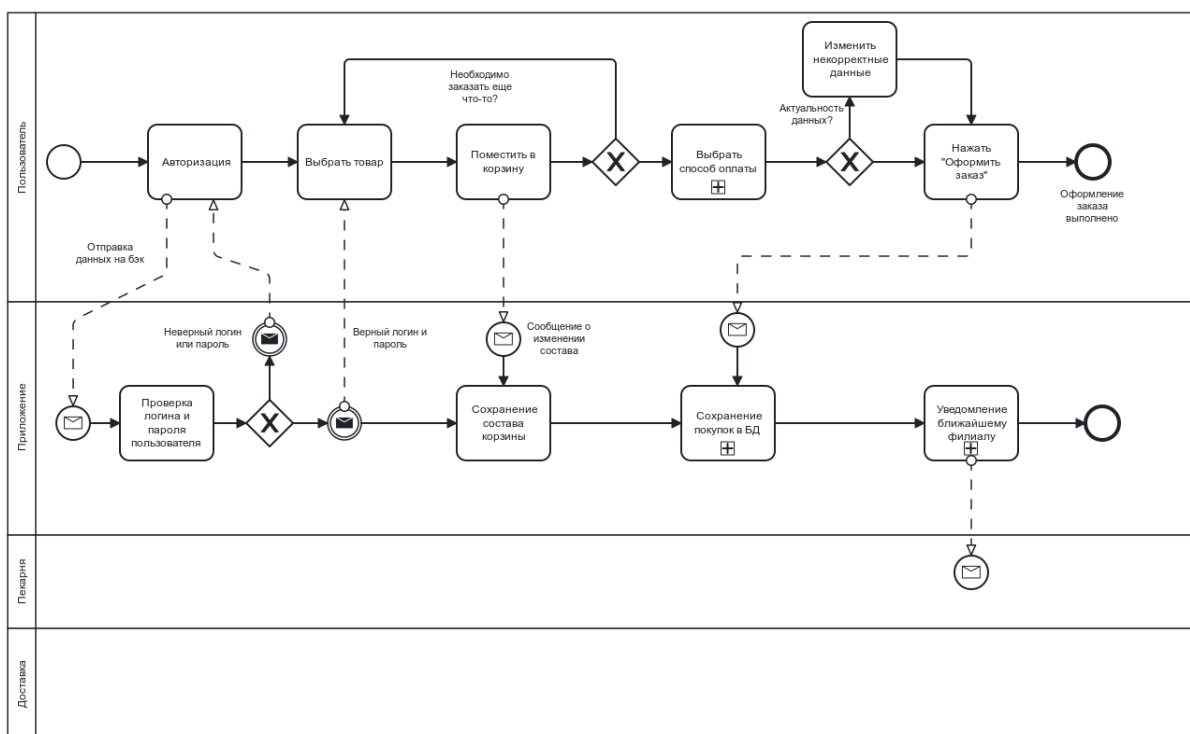 Пользователь
Изменить
некорректные
данные
Необходимо
заказать еще
что-то?
Актуальность
данных?
Авторизация
Выбрать товар
Поместить в
корзину
Выбрать
способ оплаты
Нажать
"Оформить
заказ"
Оформление
заказа
выполнено
Отправка
данных на бэк
Приложение
Неверный логин
или пароль
Верный логин и
пароль
Сообщение о
изменении
состава
Проверка
логина и
пароля
пользователя
Сохранение
состава
корзины
Сохранение
покупок в БД
Уведомление
ближайшему
филиалу
Пекарня
Доставка